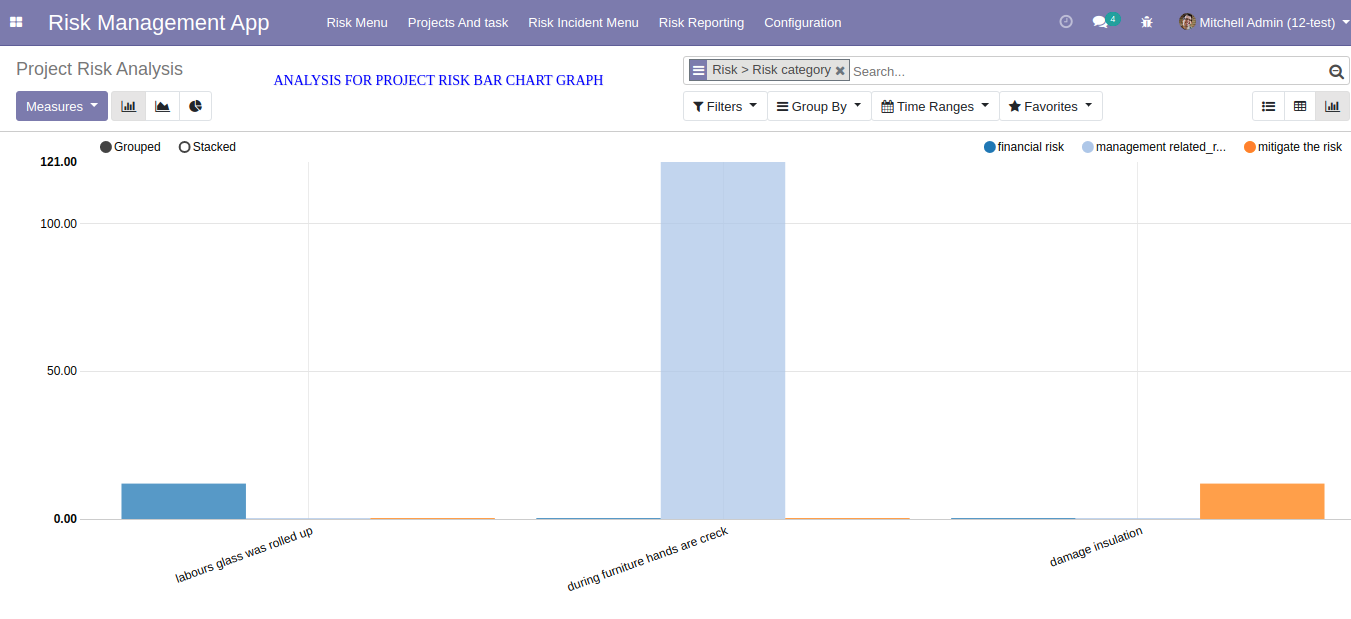 Risk Management App Risk Menu Projects And task Risk Incident Menu Risk Reporting Configuration 4 Mitchell Admin (12-test)
Project Risk Analysis
ANALYSIS FOR PROJECT RISK BAR CHART GRAPH
Risk > Risk category Search...
Measures
Filters Group By Time Ranges Favorites
Grouped Stacked
financial risk management related_r... mitigate the risk
121.00
100.00
50.00
0.00
labours glass was rolled up
during furniture hands are creck
damage insulation